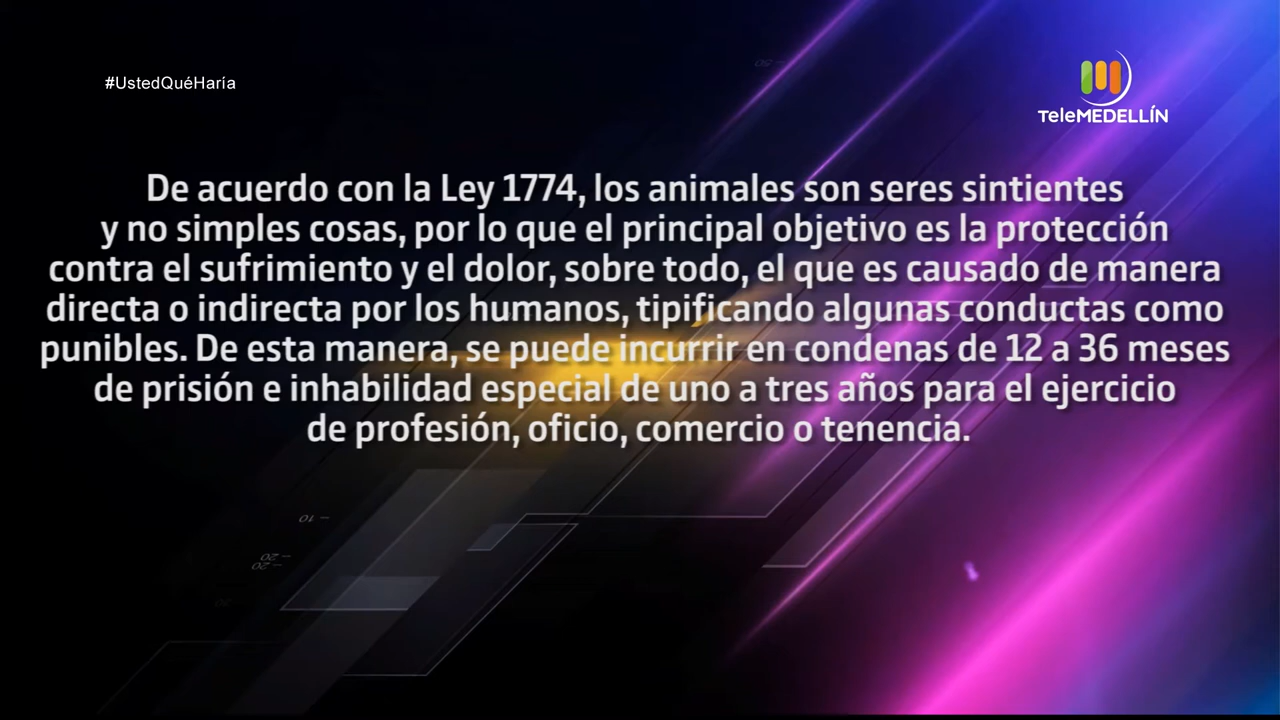 #UstedQuéHaría
TeleMEDELLÍN
De acuerdo con la Ley 1774, los animales son seres sintientes
y no simples cosas, por lo que el principal objetivo es la protección
contra el sufrimiento y el dolor, sobre todo, el que es causado de manera
directa o indirecta por los humanos, tipificando algunas conductas como
punibles. De esta manera, se puede incurrir en condenas de 12 a 36 meses
de prisión e inhabilidad especial de uno a tres años para el ejercicio
de profesión, oficio, comercio o tenencia.
10
20
20